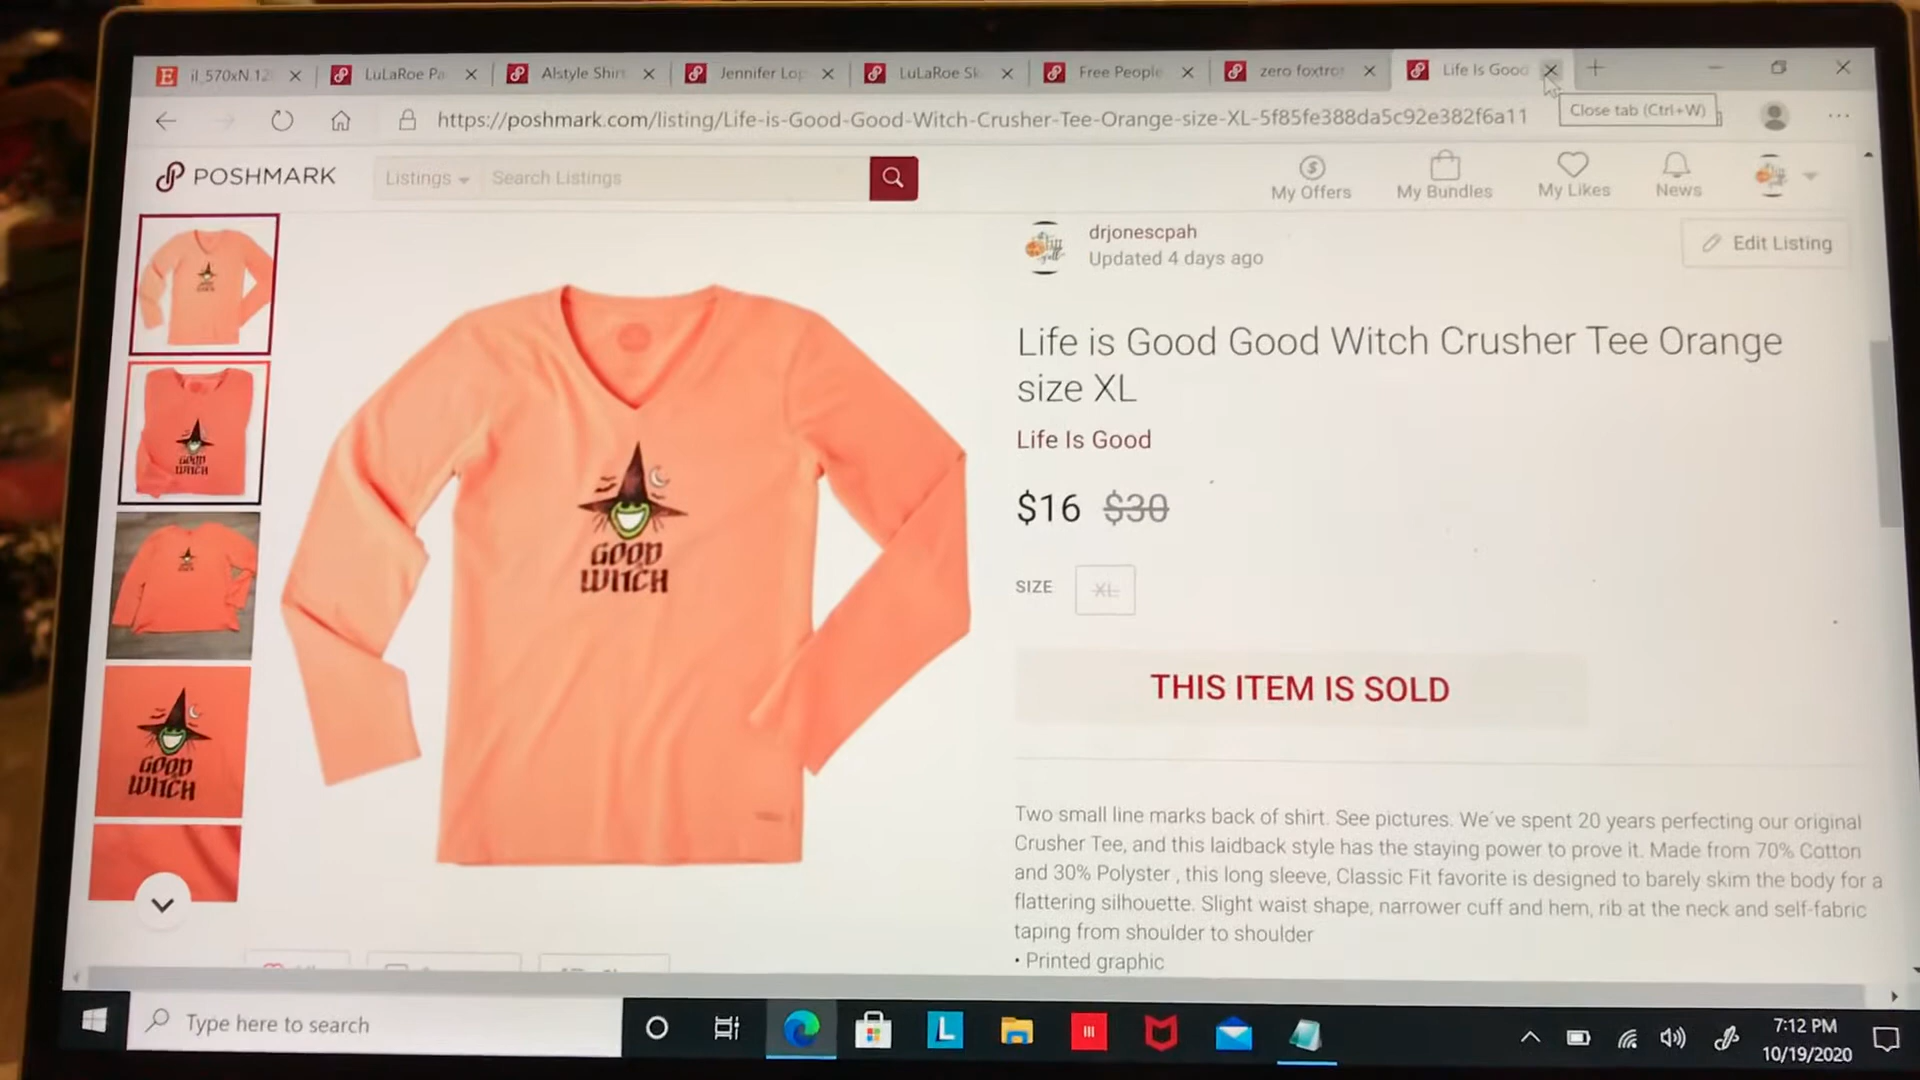 il_570xN.12
LuLaRoe Pa
Alstyle Shirt
Jennifer Lop
LuLaRoe Sk
Free People
zero foxtrot
Life Is Good
https://poshmark.com/listing/Life-is-Good-Good-Witch-Crusher-Tee-Orange-size-XL-5f85fe388da5c92e382f6a11
Close tab (Ctrl+W)
POSHMARK
Listings
Search Listings
My Offers
My Bundles
My Likes
News
drjonescpah
Updated 4 days ago
Edit Listing
Life is Good Good Witch Crusher Tee Orange
size XL
Life Is Good
$16 $30
SIZE XL
THIS ITEM IS SOLD
Two small line marks back of shirt. See pictures. We´ve spent 20 years perfecting our original
Crusher Tee, and this laidback style has the staying power to prove it. Made from 70% Cotton
and 30% Polyster , this long sleeve, Classic Fit favorite is designed to barely skim the body for a
flattering silhouette. Slight waist shape, narrower cuff and hem, rib at the neck and self-fabric
taping from shoulder to shoulder
• Printed graphic
GOOD
WITCH
GOOD
WITCH
GOOD
WITCH
Type here to search
7:12 PM
10/19/2020